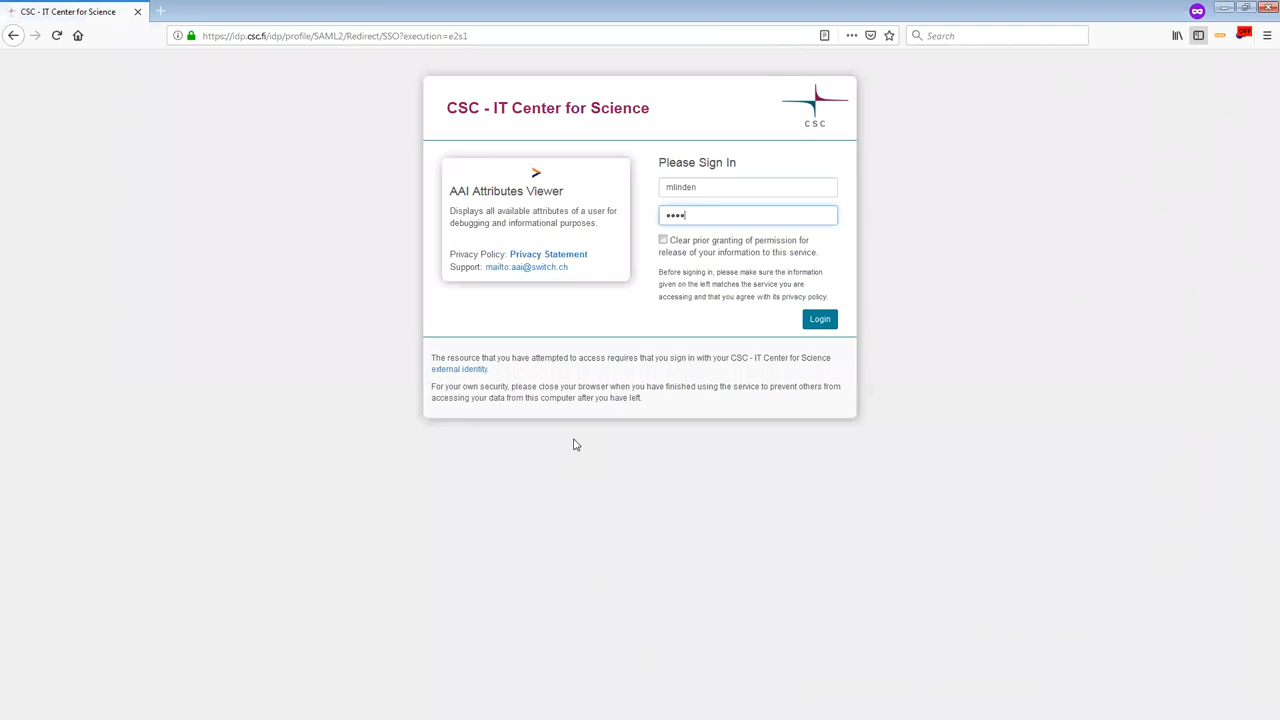 CSC - IT Center for Science
https://idp.csc.fi/idp/profile/SAML2/Redirect/SSO?execution=e2s1
Search
OFF
CSC - IT Center for Science
CSC
AAI Attributes Viewer
Displays all available attributes of a user for
debugging and informational purposes.
Privacy Policy: Privacy Statement
Support: mailto:aai@switch.ch
Please Sign In
mlinden
••••
Clear prior granting of permission for
release of your information to this service.
Before signing in, please make sure the information
given on the left matches the service you are
accessing and that you agree with its privacy policy.
Login
The resource that you have attempted to access requires that you sign in with your CSC - IT Center for Science
external identity.
For your own security, please close your browser when you have finished using the service to prevent others from
accessing your data from this computer after you have left.